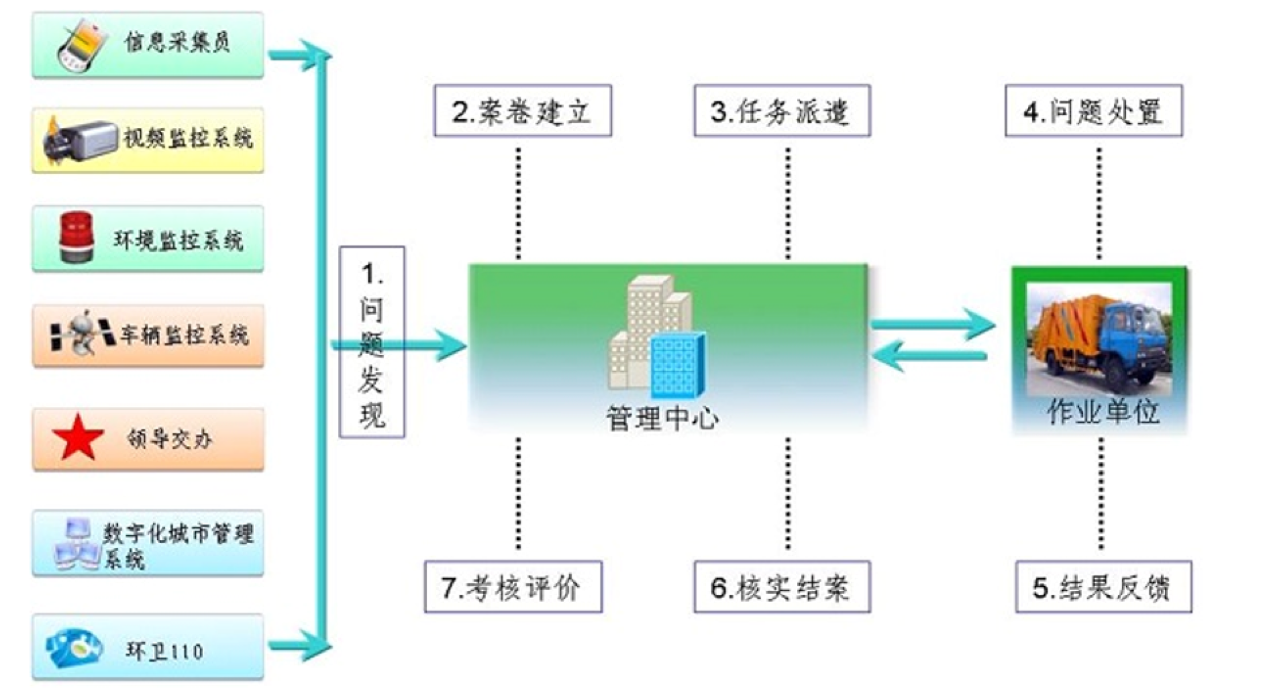 信息采集员
视频监控系统
环境监控系统
车辆监控系统
领导交办
数字化城市管理
系统
环卫110
1.
问
题
发
现
2.案卷建立
3.任务派遣
4.问题处置
管理中心
作业单位
7.考核评价
6.核实结案
5.结果反馈